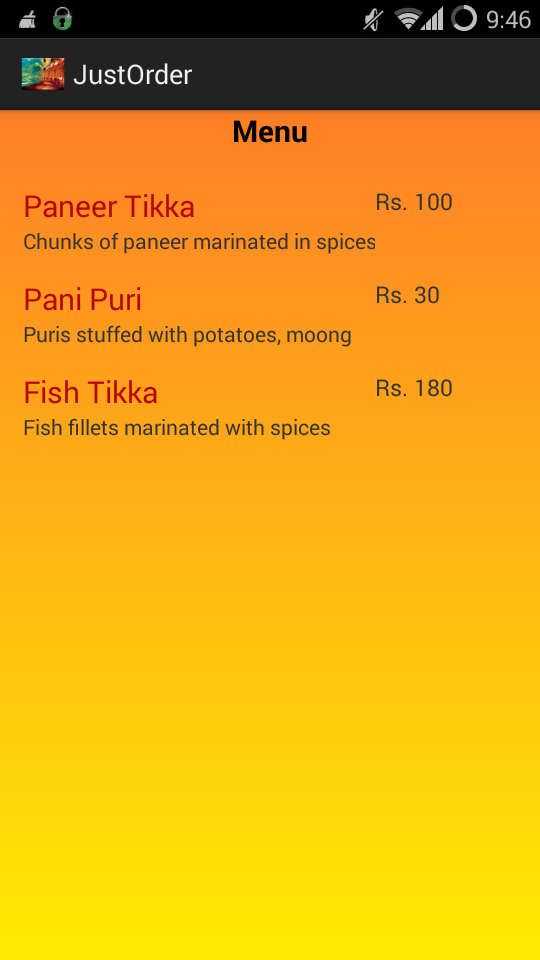 9:46
JustOrder
Menu
Paneer Tikka Rs. 100
Chunks of paneer marinated in spices
Pani Puri Rs. 30
Puris stuffed with potatoes, moong
Fish Tikka Rs. 180
Fish fillets marinated with spices